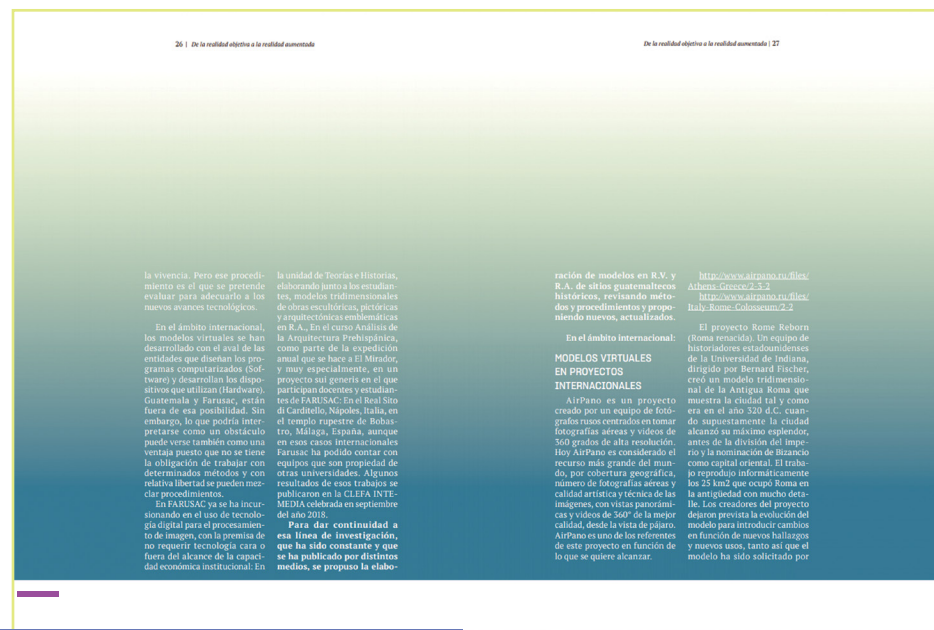 26 | De la realidad objetiva a la realidad aumentada
la vivencia. Pero ese procedi-
miento es el que se pretende
evaluar para adecuarlo a los
nuevos avances tecnológicos.
En el ámbito internacional,
los modelos virtuales se han
desarrollado con el aval de las
entidades que diseñan los pro-
gramas computarizados (Sof-
tware) y desarrollan los dispo-
sitivos que utilizan (Hardware).
Guatemala y Farusac, están
fuera de esa posibilidad. Sin
embargo, lo que podría inter-
pretarse como un obstáculo
puede verse también como una
ventaja puesto que no se tiene
la obligación de trabajar con
determinados métodos y con
relativa libertad se pueden mez-
clar procedimientos.
En FARUSAC ya se ha incur-
sionando en el uso de tecnolo-
gía digital para el procesamien-
to de imagen, con la premisa de
no requerir tecnología cara o
fuera del alcance de la capaci-
dad económica institucional: En
la unidad de Teorías e Historias,
elaborando junto a los estudian-
tes, modelos tridimensionales
de obras escultóricas, pictóricas
y arquitectónicas emblemáticas
en R.A., En el curso Análisis de
la Arquitectura Prehispánica,
como parte de la expedición
anual que se hace a El Mirador,
y muy especialmente, en un
proyecto sui generis en el que
participan docentes y estudian-
tes de FARUSAC: En el Real Sito
di Carditello, Nápoles, Italia, en
el templo rupestre de Bobas-
tro, Málaga, España, aunque
en esos casos internacionales
Farusac ha podido contar con
equipos que son propiedad de
otras universidades. Algunos
resultados de esos trabajos se
publicaron en la CLEFA INTE-
MEDIA celebrada en septiembre
del año 2018.
Para dar continuidad a
esa línea de investigación,
que ha sido constante y que
se ha publicado por distintos
medios, se propuso la elabo-
De la realidad objetiva a la realidad aumentada | 27
ración de modelos en R.V. y
R.A. de sitios guatemaltecos
históricos, revisando méto-
dos y procedimientos y propo-
niendo nuevos, actualizados.
En el ámbito internacional:
MODELOS VIRTUALES
EN PROYECTOS
INTERNACIONALES
AirPano es un proyecto
creado por un equipo de fotó-
grafos rusos centrados en tomar
fotografías aéreas y videos de
360 grados de alta resolución.
Hoy AirPano es considerado el
recurso más grande del mun-
do, por cobertura geográfica,
número de fotografías aéreas y
calidad artística y técnica de las
imágenes, con vistas panorámi-
cas y videos de 360° de la mejor
calidad, desde la vista de pájaro.
AirPano es uno de los referentes
de este proyecto en función de
lo que se quiere alcanzar.
http://www.airpano.ru/files/
Athens-Greece/2-3-2
http://www.airpano.ru/files/
Italy-Rome-Colosseum/2-2
El proyecto Rome Reborn
(Roma renacida). Un equipo de
historiadores estadounidenses
de la Universidad de Indiana,
dirigido por Bernard Fischer,
creó un modelo tridimensio-
nal de la Antigua Roma que
muestra la ciudad tal y como
era en el año 320 d.C. cuan-
do supuestamente la ciudad
alcanzó su máximo esplendor,
antes de la división del impe-
rio y la nominación de Bizancio
como capital oriental. El traba-
jo reprodujo informáticamente
los 25 km2 que ocupó Roma en
la antigüedad con mucho deta-
lle. Los creadores del proyecto
dejaron prevista la evolución del
modelo para introducir cambios
en función de nuevos hallazgos
y nuevos usos, tanto así que el
modelo ha sido solicitado por